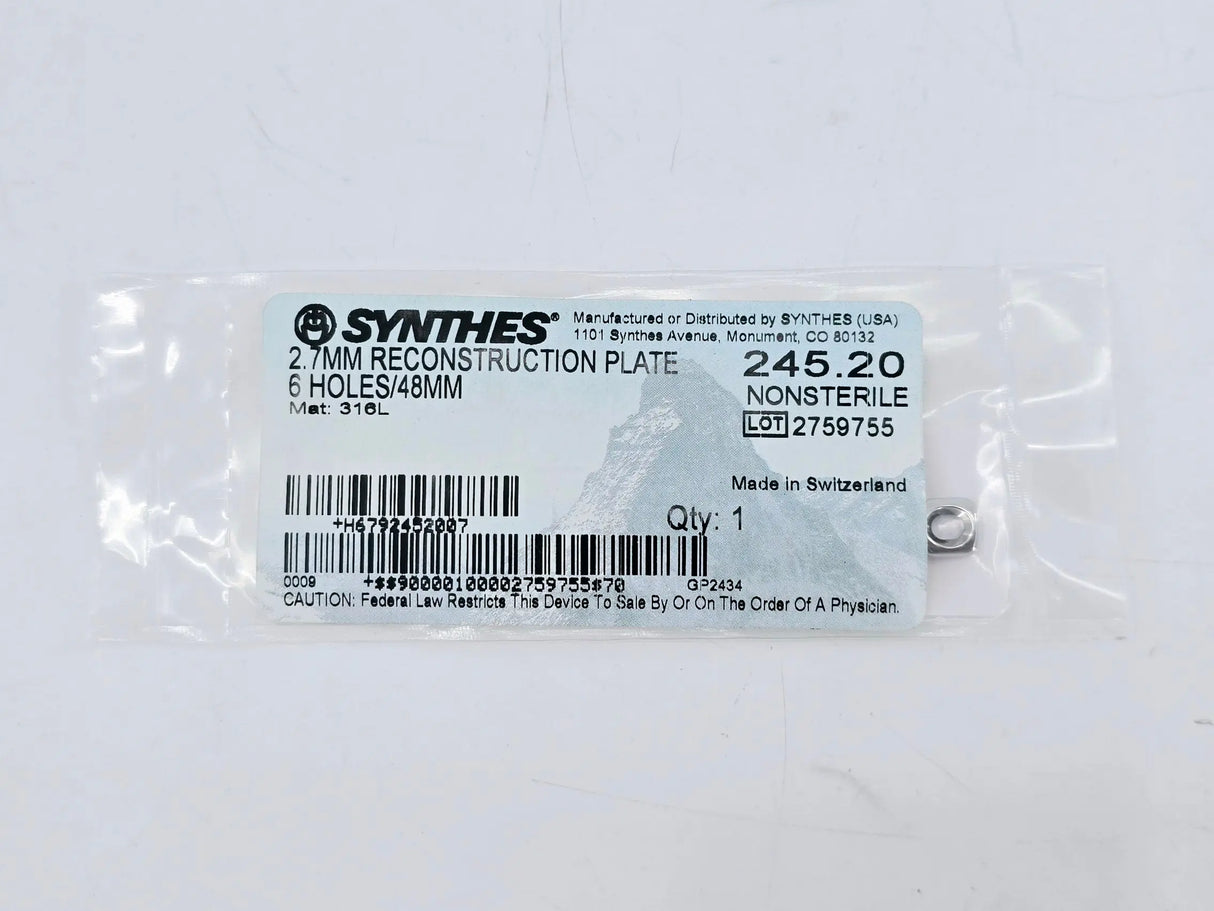 SYNTHES®
Manufactured or Distributed by SYNTHES (USA)
1101 Synthes Avenue, Monument, CO 80132
2.7MM RECONSTRUCTION PLATE
245.20
6 HOLES/48MM
NONSTERILE
Mat: 316L
LOT 2759755
Made in Switzerland
+H6792452007
Qty: 1
0009
+$$90000100002759755$70
GP2434
CAUTION: Federal Law Restricts This Device To Sale By Or On The Order Of A Physician.